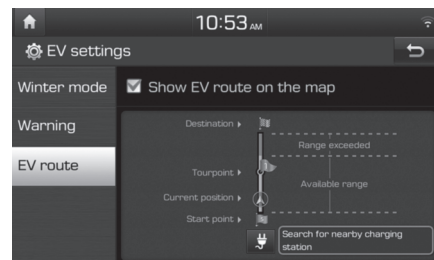 10:53 AM
EV settings
Winter mode
Show EV route on the map
Warning
EV route
Destination
Range exceeded
Tourpoint
Available range
Current position
Start point
Search for nearby charging
station